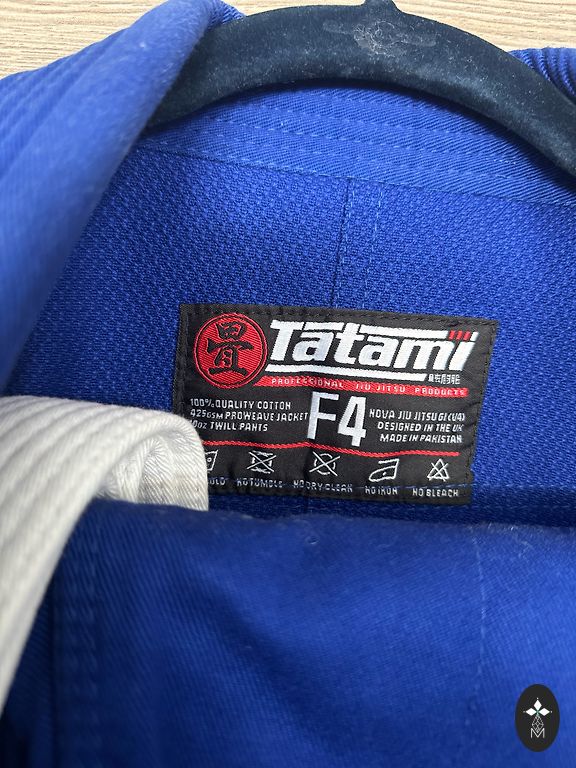 畳
Tatami
PROFESSIONAL JIU JITSU PRODUCTS
100% QUALITY COTTON
425GSM PROWEAVE JACKET
10oz TWILL PANTS
F4
NOVA JIU JITSU GI (V4)
DESIGNED IN THE UK
MADE IN PAKISTAN
NO TUMBLE NO DRY CLEAN NO IRON NO BLEACH
M